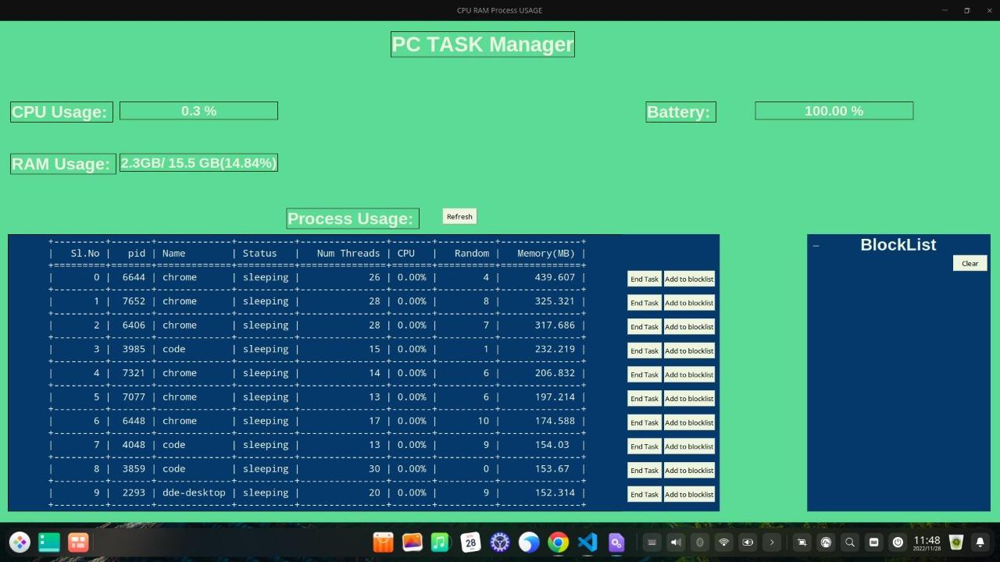 CPU RAM Process USAGE
PC TASK Manager
CPU Usage: 0.3 % Battery: 100.00 %
RAM Usage: 2.3GB/ 15.5 GB(14.84%)
Process Usage: Refresh
+---------+-------+-------------+----------+---------------+-------+----------+--------------+
| Sl.No | pid | Name | Status | Num Threads | CPU | Random | Memory(MB) |
+=========+=======+=============+==========+===============+=======+==========+==============+
| 0 | 6644 | chrome | sleeping | 26 | 0.00% | 4 | 439.607 | End Task Add to blocklist
+---------+-------+-------------+----------+---------------+-------+----------+--------------+
| 1 | 7652 | chrome | sleeping | 28 | 0.00% | 8 | 325.321 | End Task Add to blocklist
+---------+-------+-------------+----------+---------------+-------+----------+--------------+
| 2 | 6406 | chrome | sleeping | 28 | 0.00% | 7 | 317.686 | End Task Add to blocklist
+---------+-------+-------------+----------+---------------+-------+----------+--------------+
| 3 | 3985 | code | sleeping | 15 | 0.00% | 1 | 232.219 | End Task Add to blocklist
+---------+-------+-------------+----------+---------------+-------+----------+--------------+
| 4 | 7321 | chrome | sleeping | 14 | 0.00% | 6 | 206.832 | End Task Add to blocklist
+---------+-------+-------------+----------+---------------+-------+----------+--------------+
| 5 | 7077 | chrome | sleeping | 13 | 0.00% | 6 | 197.214 | End Task Add to blocklist
+---------+-------+-------------+----------+---------------+-------+----------+--------------+
| 6 | 6448 | chrome | sleeping | 17 | 0.00% | 10 | 174.588 | End Task Add to blocklist
+---------+-------+-------------+----------+---------------+-------+----------+--------------+
| 7 | 4048 | code | sleeping | 13 | 0.00% | 9 | 154.03 | End Task Add to blocklist
+---------+-------+-------------+----------+---------------+-------+----------+--------------+
| 8 | 3859 | code | sleeping | 30 | 0.00% | 0 | 153.67 | End Task Add to blocklist
+---------+-------+-------------+----------+---------------+-------+----------+--------------+
| 9 | 2293 | dde-desktop | sleeping | 20 | 0.00% | 9 | 152.314 | End Task Add to blocklist
+---------+-------+-------------+----------+---------------+-------+----------+--------------+
BlockList
Clear
28
11:48
2022/11/28